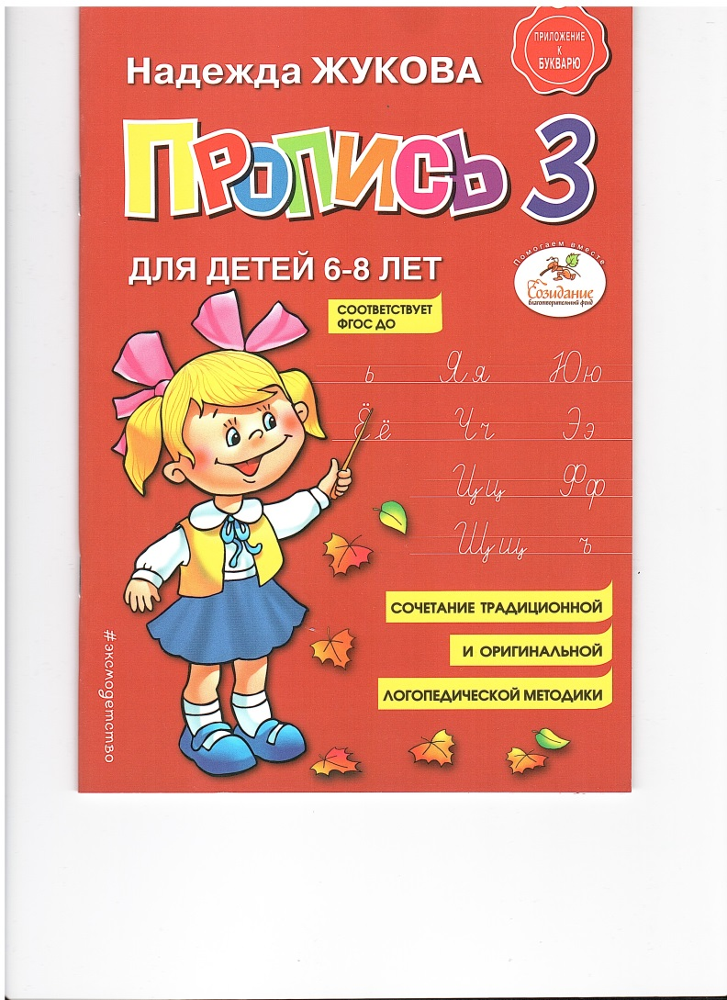 ПРИЛОЖЕНИЕ
К
БУКВАРЮ
Надежда ЖУКОВА
ПРОПИСЬ 3
ДЛЯ ДЕТЕЙ 6-8 ЛЕТ
Помогаем вместе
Созидание
благотворительный фонд
СООТВЕТСТВУЕТ
ФГОС ДО
ь Яя Юю
Ёё Чч Ээ
Цц Фф
Щщ ъ
СОЧЕТАНИЕ ТРАДИЦИОННОЙ
И ОРИГИНАЛЬНОЙ
ЛОГОПЕДИЧЕСКОЙ МЕТОДИКИ
#эксмодетство